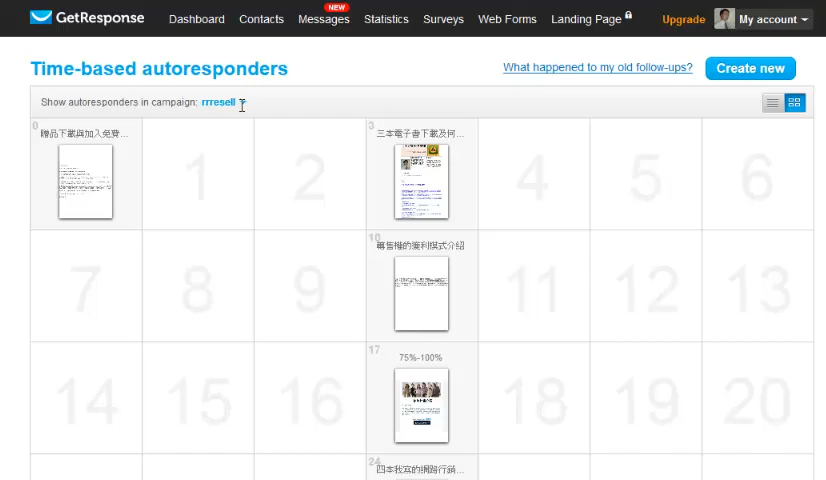 GetResponse
Dashboard
Contacts
NEW
Messages
Statistics
Surveys
Web Forms
Landing Page
Upgrade
My account
Time-based autoresponders
What happened to my old follow-ups?
Create new
Show autoresponders in campaign: rrresell
0
贈品下載與加入免費...
1
2
3
三本電子書下載及何...
4
5
6
7
8
9
10
轉售權的獲利模式介紹
11
12
13
14
15
16
17
75%-100%
18
19
20
24
四本我寫的網路行銷...